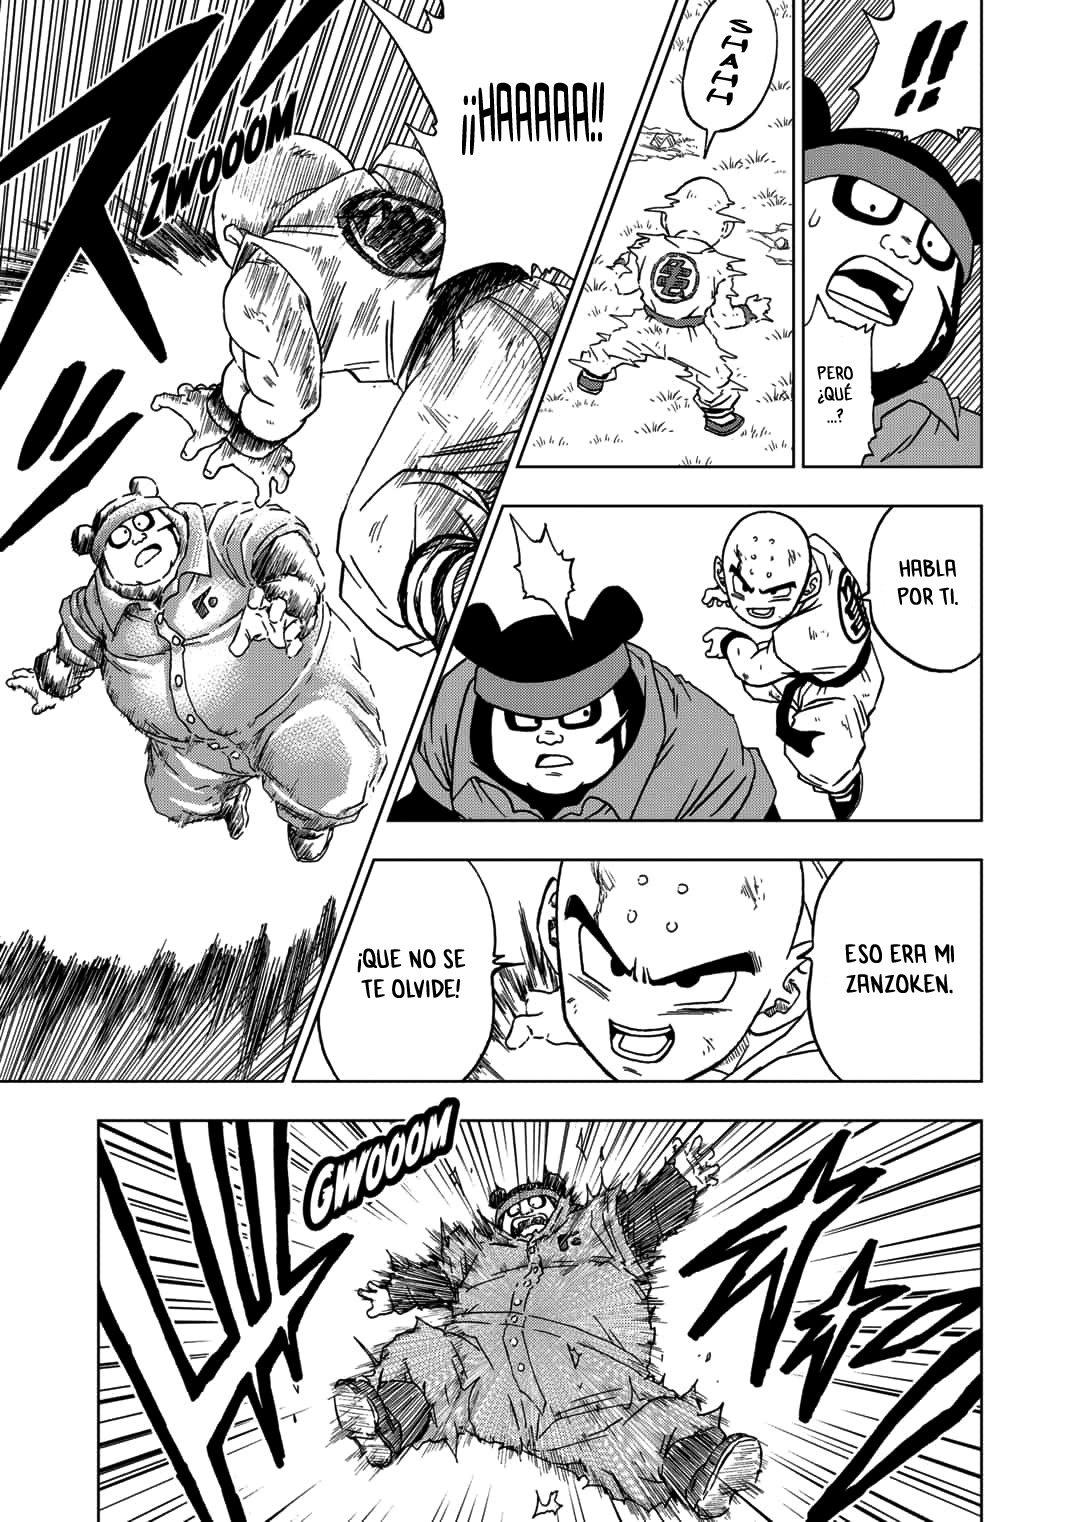 !!
PERO
¿QUÉ
...?
SHAHH
¡¡HAAAAA!!
ZWOOOM
HABLA
POR TI.
ESO ERA MI
ZANZOKEN.
¡QUE NO SE
TE OLVIDE!
GWOOOM